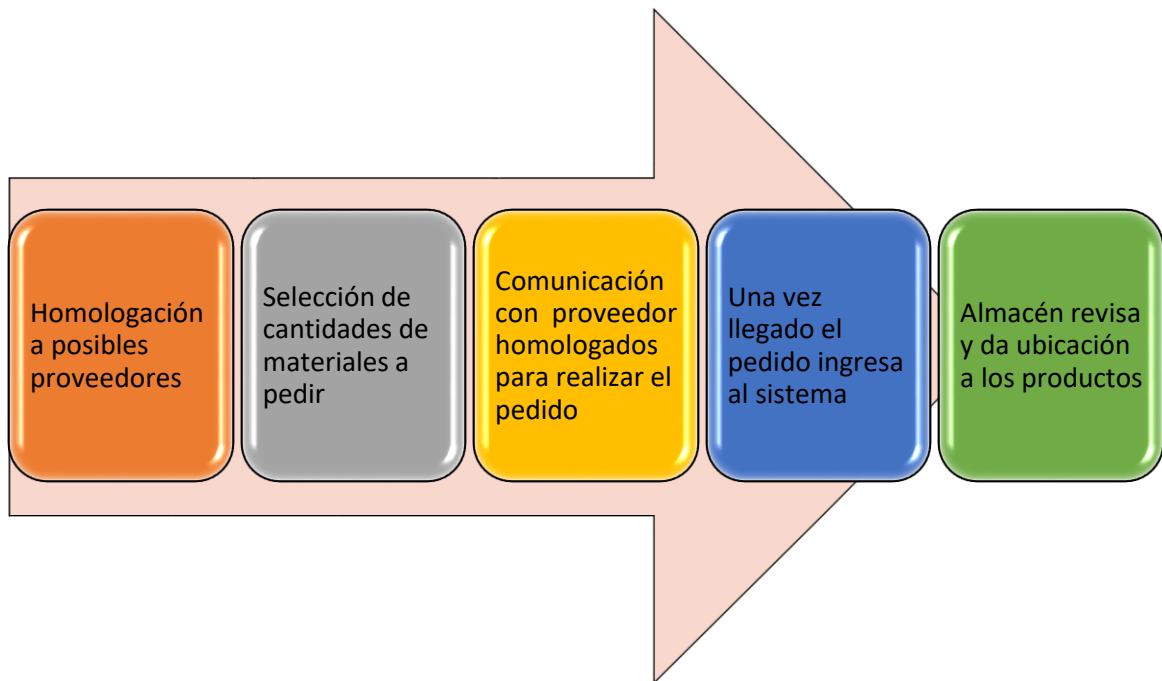 Homologación
a posibles
proveedores
Selección de
cantidades de
materiales a
pedir
Comunicación
con proveedor
homologados
para realizar el
pedido
Una vez
llegado el
pedido ingresa
al sistema
Almacén revisa
y da ubicación
a los productos